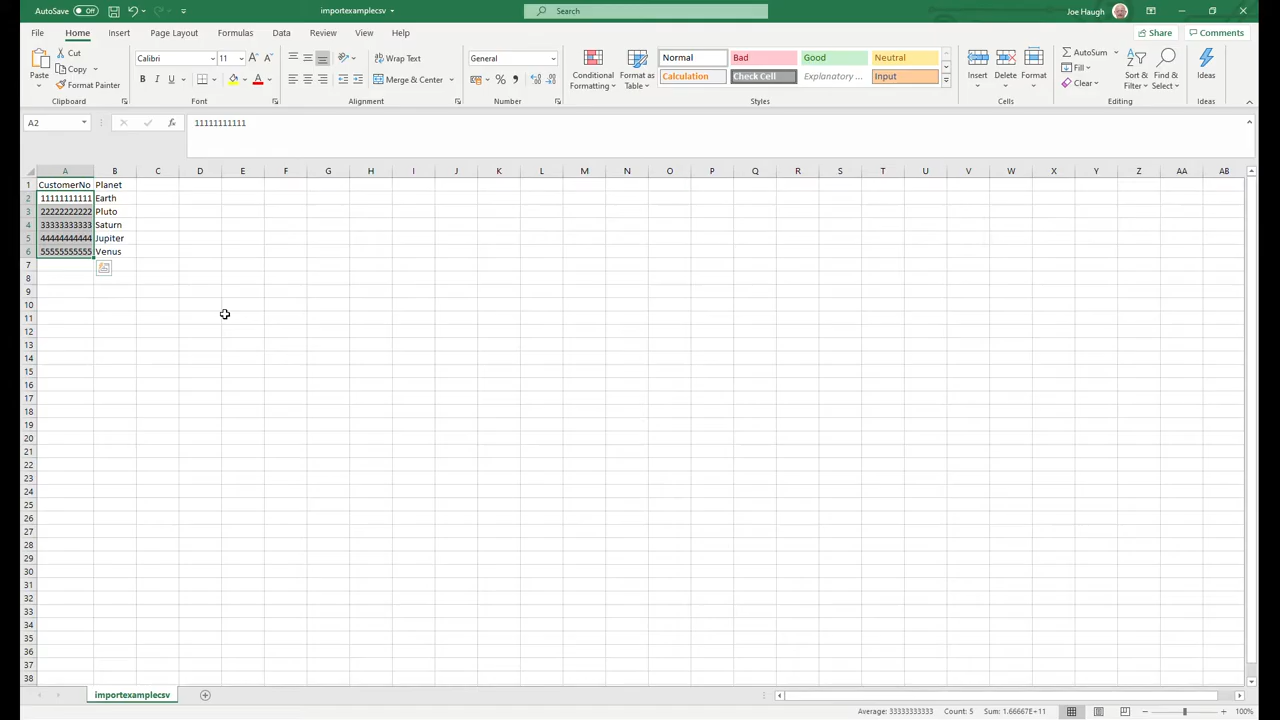 AutoSave Off importexamplecsv Search Joe Haugh
File Home Insert Page Layout Formulas Data Review View Help Share Comments
Paste Cut Copy Format Painter Clipboard
Calibri 11 A A B I U A Font
Wrap Text Merge & Center Alignment
General $ % , Number
Conditional Formatting Format as Table
Normal Bad Good Neutral
Calculation Check Cell Explanatory ... Input
Styles
Insert Delete Format Cells
AutoSum Fill Clear Sort & Filter Find & Select Editing
Ideas Ideas
A2 fx 11111111111
A B C D E F G H I J K L M N O P Q R S T U V W X Y Z AA AB
1 CustomerNo Planet
2 11111111111 Earth
3 22222222222 Pluto
4 33333333333 Saturn
5 44444444444 Jupiter
6 55555555555 Venus
7
8
9
10
11
12
13
14
15
16
17
18
19
20
21
22
23
24
25
26
27
28
29
30
31
32
33
34
35
36
37
38
importexamplecsv
Average: 33333333333 Count: 5 Sum: 1.66667E+11 100%